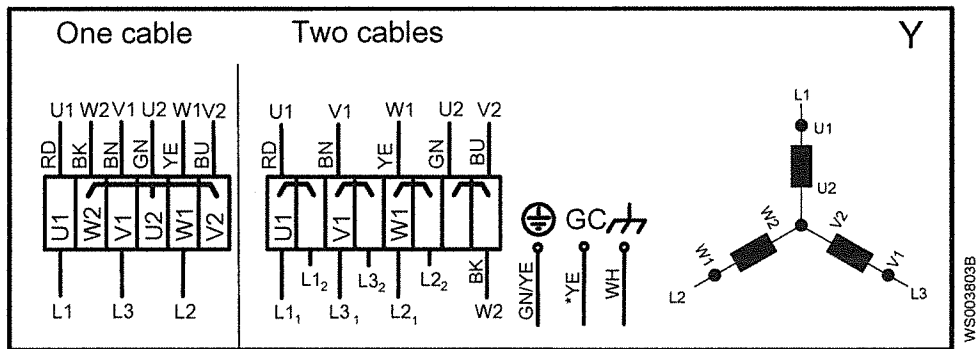 One cable
Two cables
Y
U1 W2 V1 U2 W1 V2
RD BK BN GN YE BU
U1 W2 V1 U2 W1 V2
L1 L3 L2
U1 V1 W1 U2 V2
RD BN YE GN BU
U1 V1 W1
L1₂ L3₂ L2₂ BK
L1₁ L3₁ L2₁ W2
GC
GN/YE *YE WH
L1
U1
U2
W2 V2
W1 V1
L2 L3
WS003803B